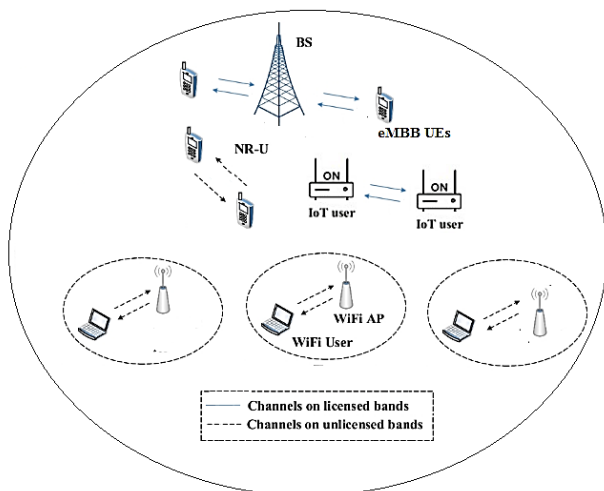 BS
eMBB UEs
NR-U
ON
IoT user
ON
IoT user
WiFi AP
WiFi User
Channels on licensed bands
Channels on unlicensed bands